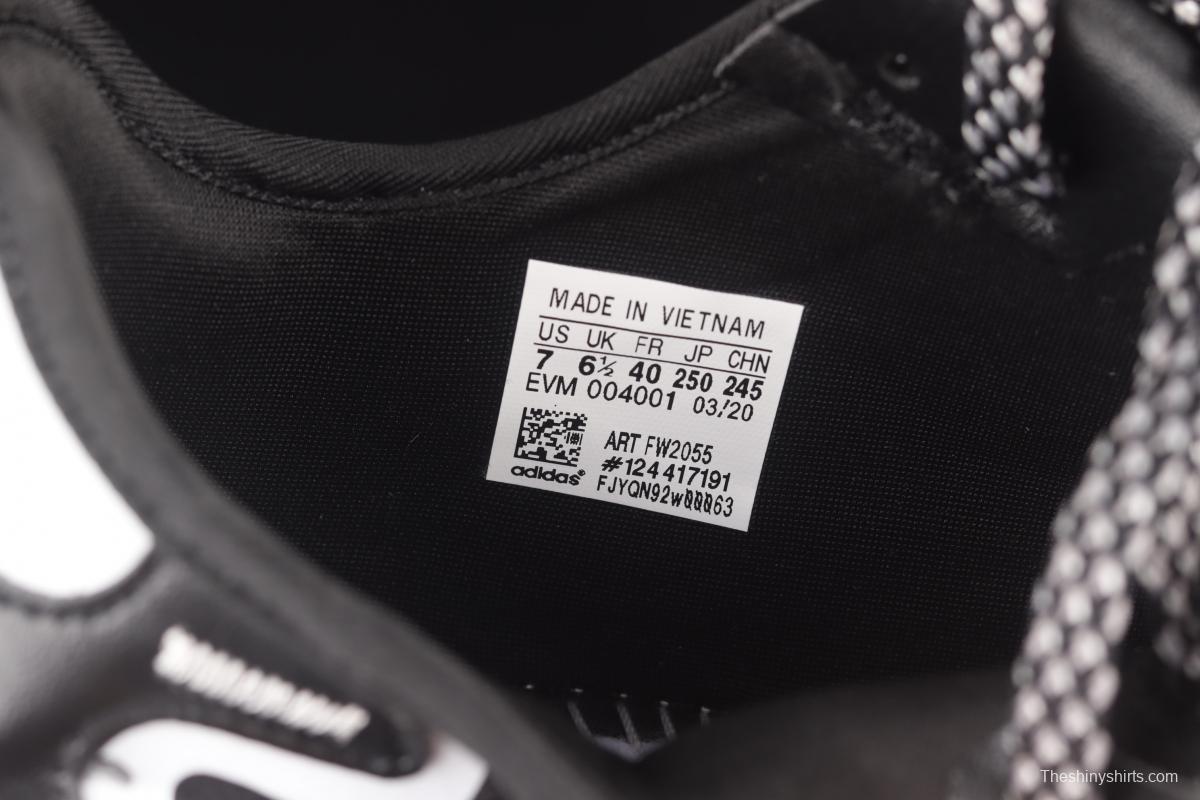 MADE IN VIETNAM
US UK FR JP CHN
7 6½ 40 250 245
EVM 004001 03/20
ART FW2055
#124417191
FJYQN92W00063
adidas®
Theshinyshirts.com